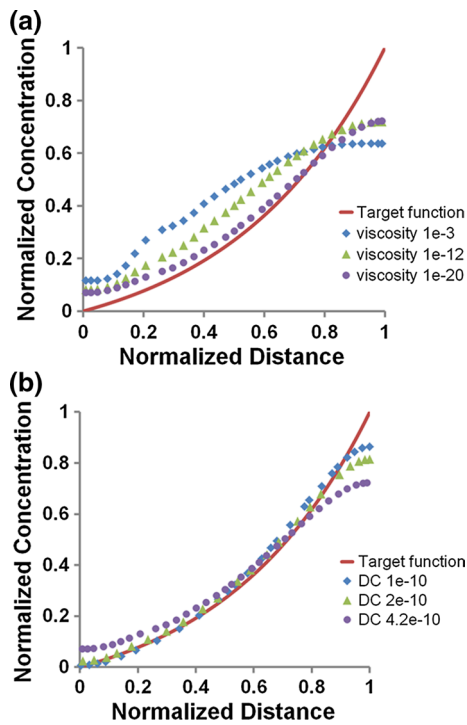 (a)
Normalized Concentration
1
0.8
0.6
0.4
0.2
0
Target function
viscosity 1e-3
viscosity 1e-12
viscosity 1e-20
0 0.2 0.4 0.6 0.8 1
Normalized Distance
(b)
Normalized Concentration
1
0.8
0.6
0.4
0.2
0
Target function
DC 1e-10
DC 2e-10
DC 4.2e-10
0 0.2 0.4 0.6 0.8 1
Normalized Distance